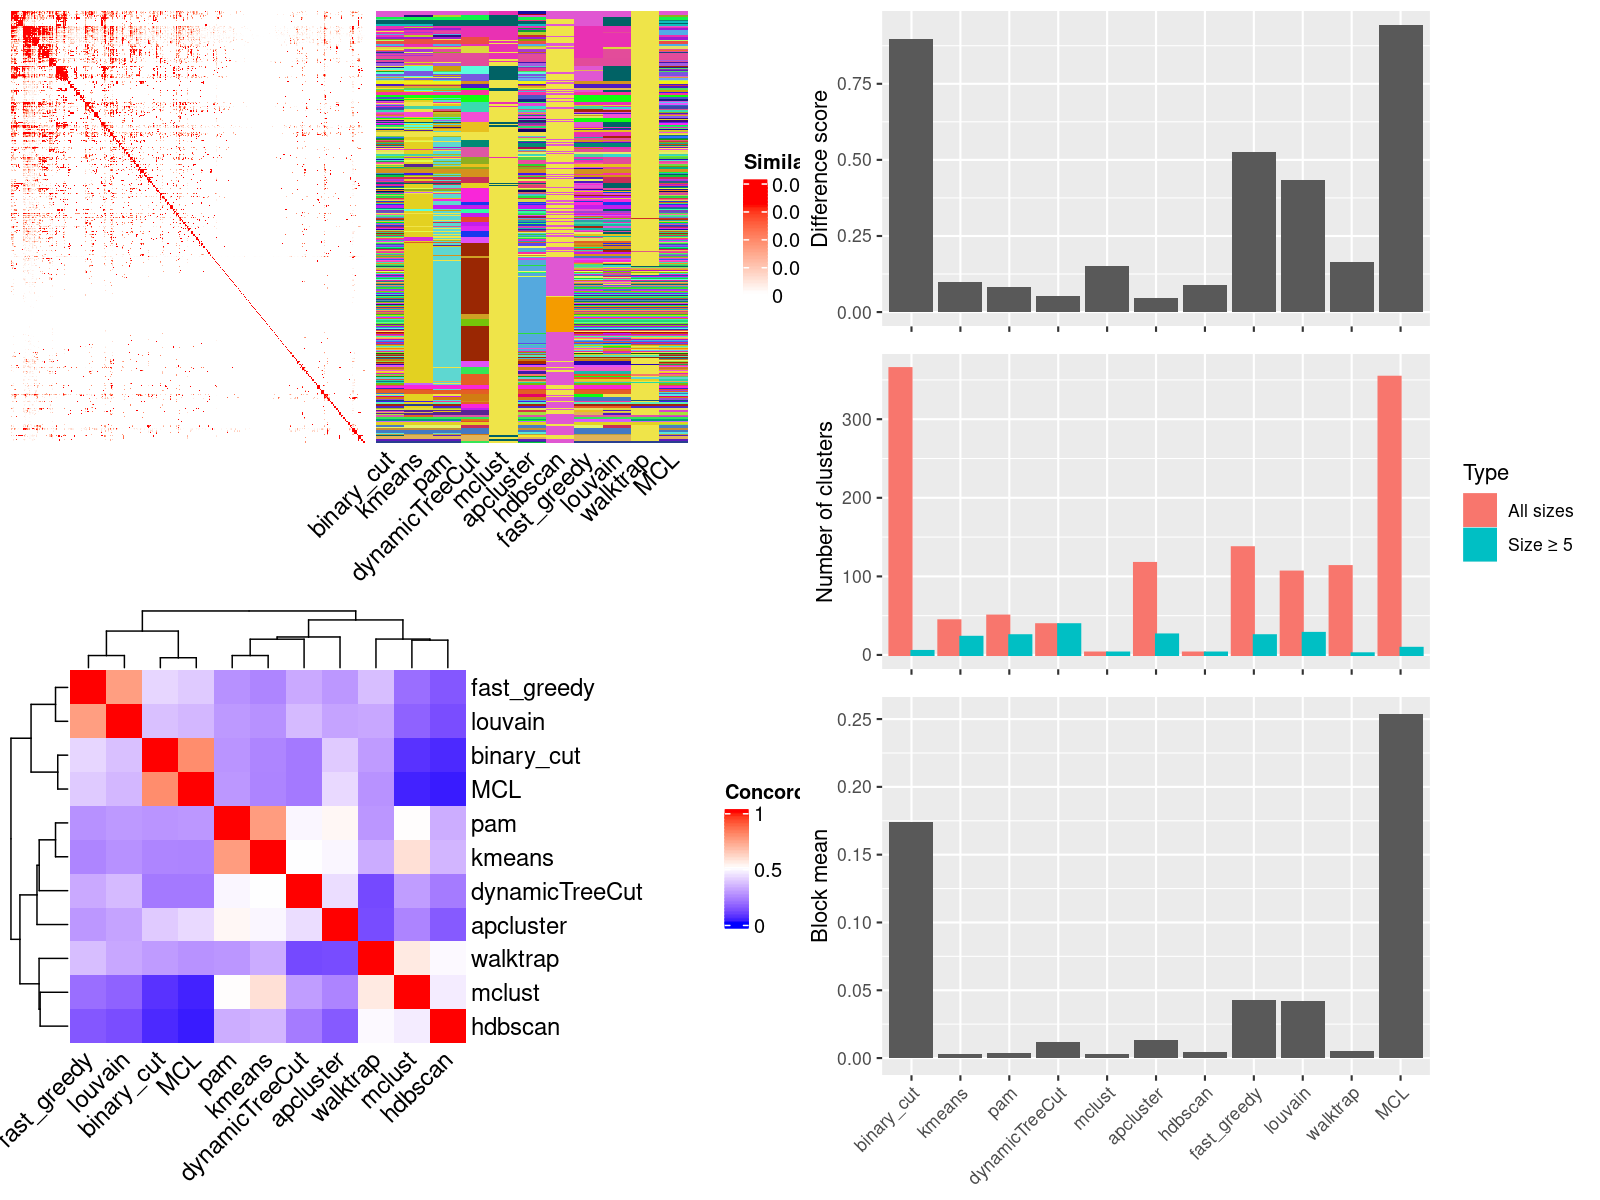 Simila
0.0
0.0
0.0
0.0
0
binary_cut
kmeans
pam
dynamicTreeCut
mclust
apcluster
hdbscan
fast_greedy
louvain
walktrap
MCL
fast_greedy
louvain
binary_cut
MCL
pam
kmeans
dynamicTreeCut
apcluster
walktrap
mclust
hdbscan
fast_greedy
louvain
binary_cut
MCL
pam
kmeans
dynamicTreeCut
apcluster
walktrap
mclust
hdbscan
Concord
1
0.5
0
Difference score
0.75
0.50
0.25
0.00
Number of clusters
300
200
100
0
Type
All sizes
Size ≥ 5
Block mean
0.25
0.20
0.15
0.10
0.05
0.00
binary_cut
kmeans
pam
dynamicTreeCut
mclust
apcluster
hdbscan
fast_greedy
louvain
walktrap
MCL